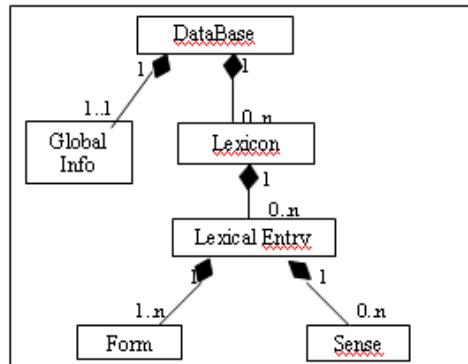 DataBase
1
1
1..1
0..n
Global
Info
Lexicon
1
0..n
Lexical Entry
1
1
1..n
0..n
Form
Sense